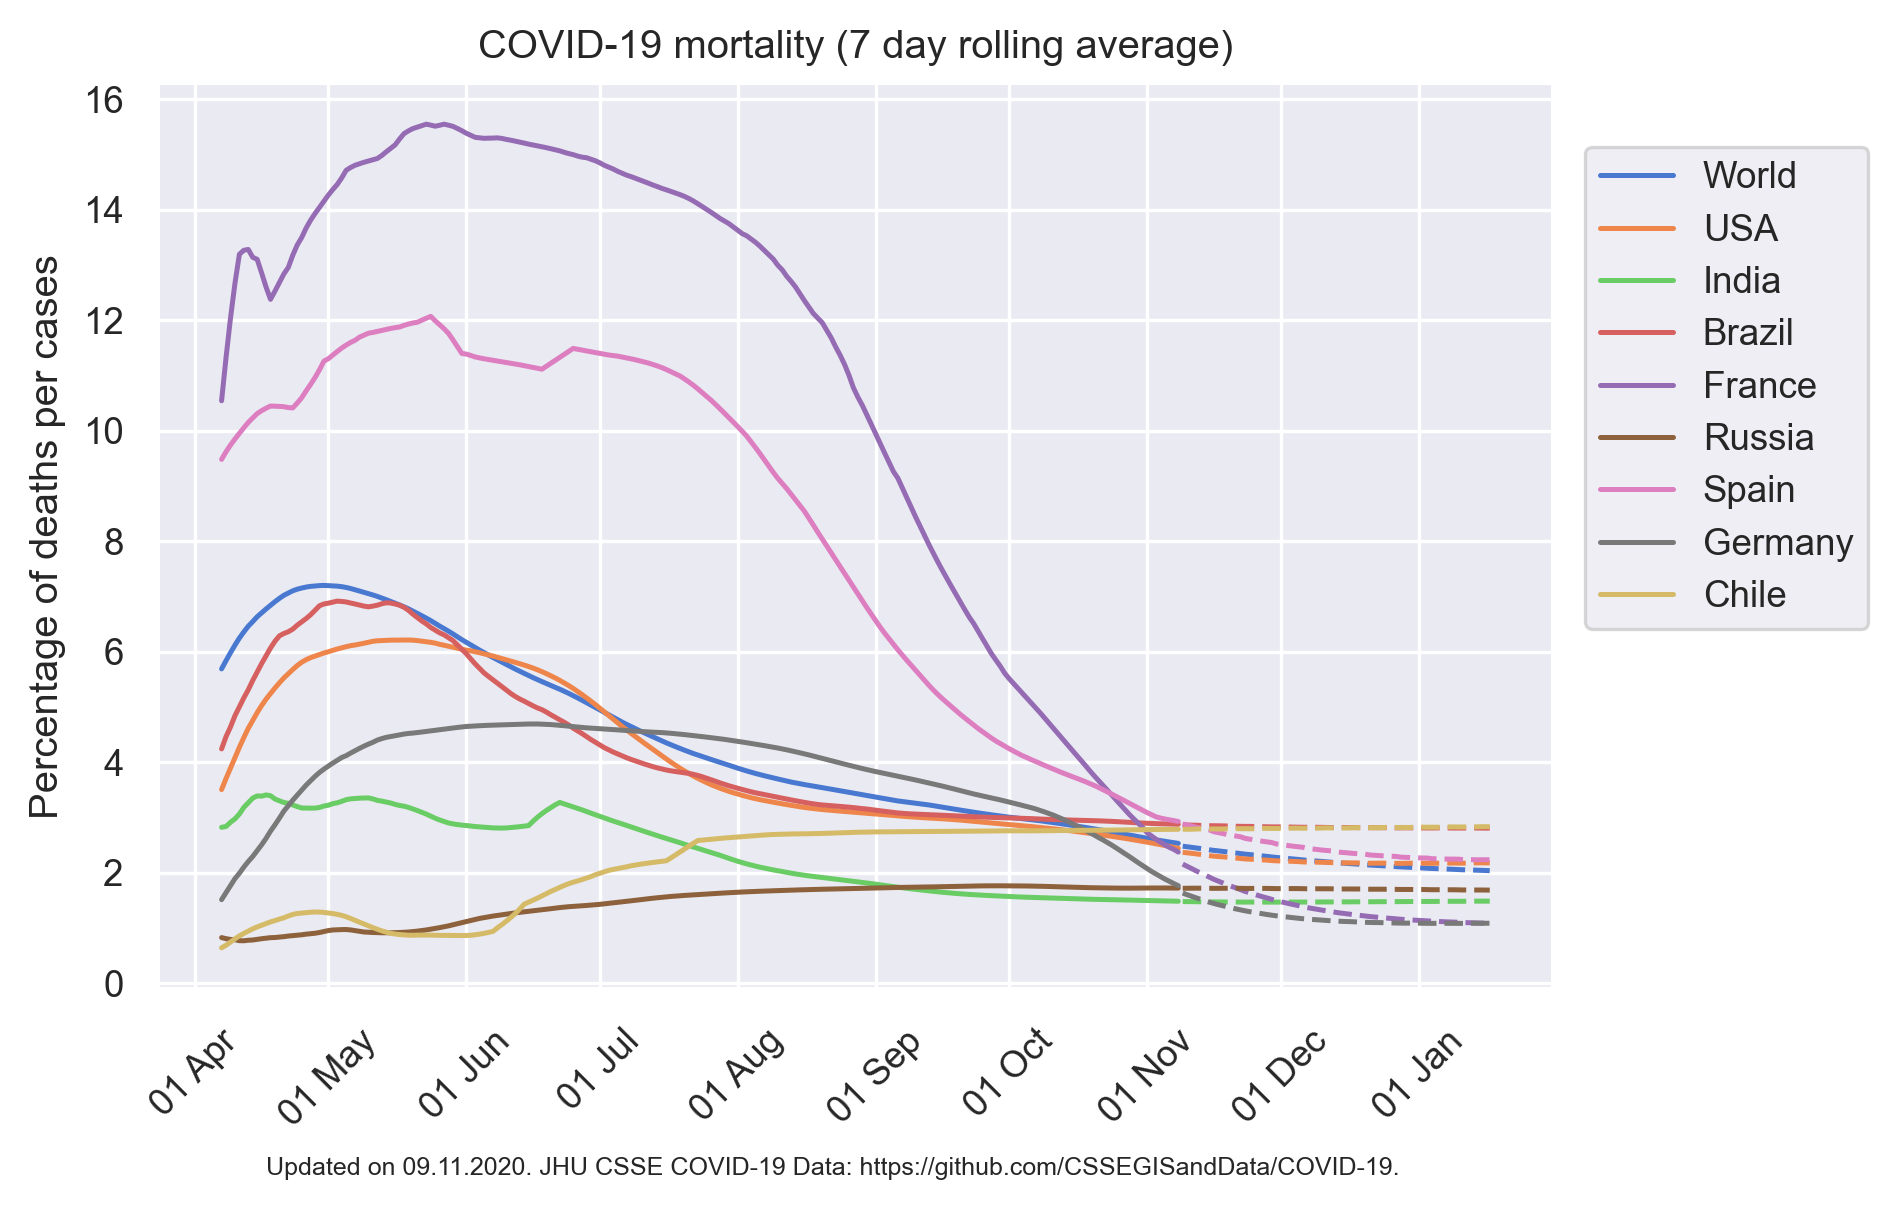 COVID-19 mortality (7 day rolling average)
Percentage of deaths per cases
16
14
12
10
8
6
4
2
0
01 Apr
01 May
01 Jun
01 Jul
01 Aug
01 Sep
01 Oct
01 Nov
01 Dec
01 Jan
World
USA
India
Brazil
France
Russia
Spain
Germany
Chile
Updated on 09.11.2020. JHU CSSE COVID-19 Data: https://github.com/CSSEGISandData/COVID-19.